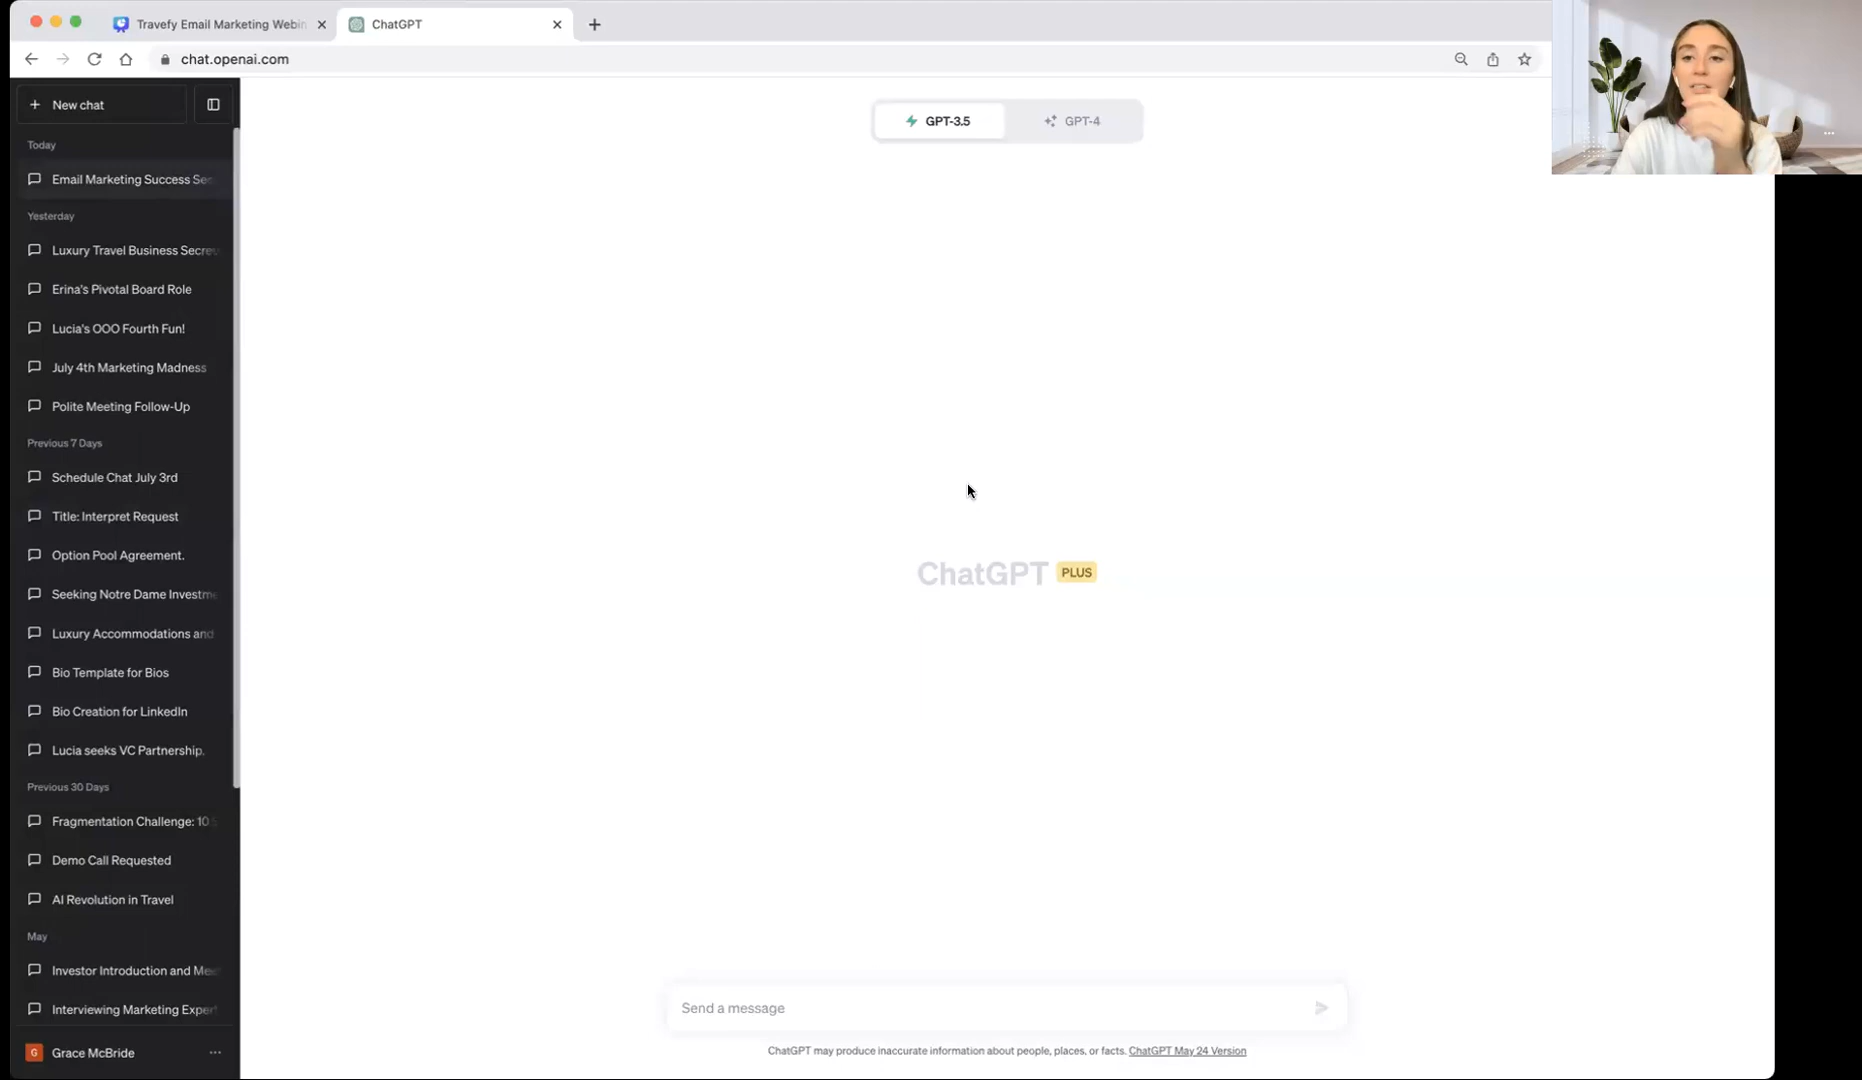 Travefy Email Marketing Webin
ChatGPT
chat.openai.com
New chat
GPT-3.5
GPT-4
Today
Email Marketing Success Sec
Yesterday
Luxury Travel Business Secre
Erina's Pivotal Board Role
Lucia's OOO Fourth Fun!
July 4th Marketing Madness
Polite Meeting Follow-Up
Previous 7 Days
Schedule Chat July 3rd
Title: Interpret Request
Option Pool Agreement.
Seeking Notre Dame Investme
Luxury Accommodations and
Bio Template for Bios
Bio Creation for LinkedIn
Lucia seeks VC Partnership.
Previous 30 Days
Fragmentation Challenge: 10
Demo Call Requested
AI Revolution in Travel
May
Investor Introduction and Me
Interviewing Marketing Exper
G Grace McBride
ChatGPT PLUS
Send a message
ChatGPT may produce inaccurate information about people, places, or facts. ChatGPT May 24 Version